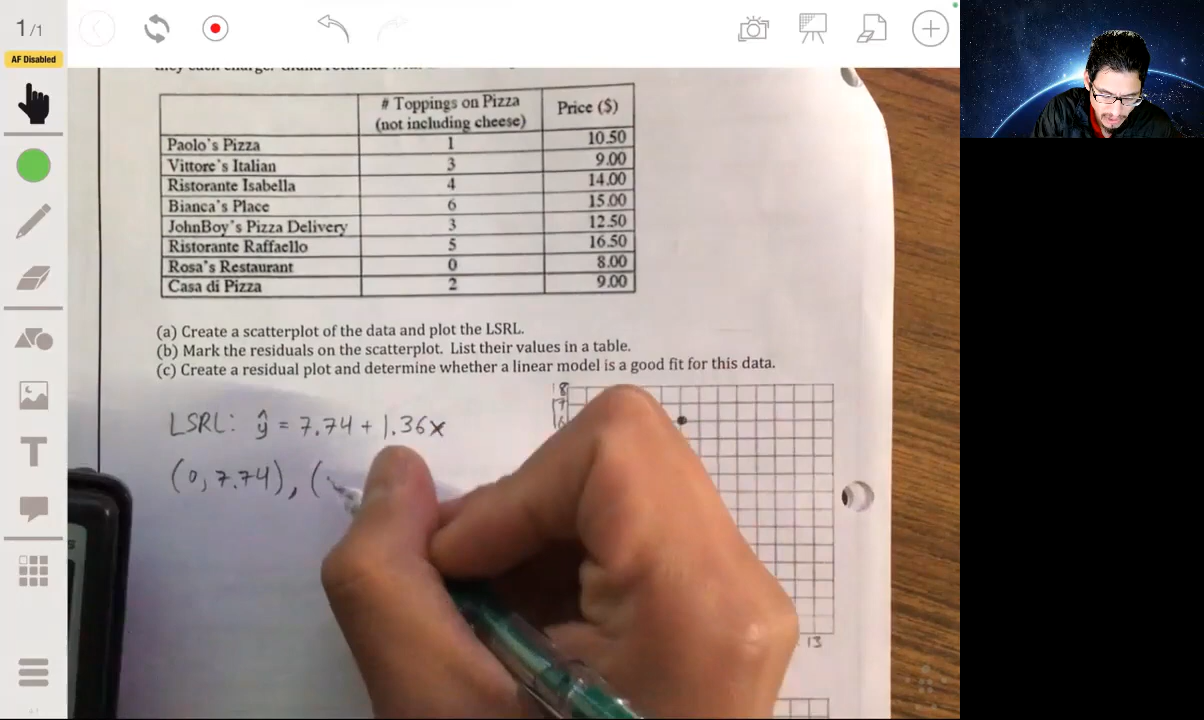 1/1
AF Disabled
# Toppings on Pizza Price ($)
(not including cheese)
Paolo's Pizza 1 10.50
Vittore's Italian 3 9.00
Ristorante Isabella 4 14.00
Bianca's Place 6 15.00
JohnBoy's Pizza Delivery 3 12.50
Ristorante Raffaello 5 16.50
Rosa's Restaurant 0 8.00
Casa di Pizza 2 9.00
(a) Create a scatterplot of the data and plot the LSRL.
(b) Mark the residuals on the scatterplot. List their values in a table.
(c) Create a residual plot and determine whether a linear model is a good fit for this data.
LSRL: ŷ = 7.74 + 1.36x
(0, 7.74), (
18
17
16
13
T